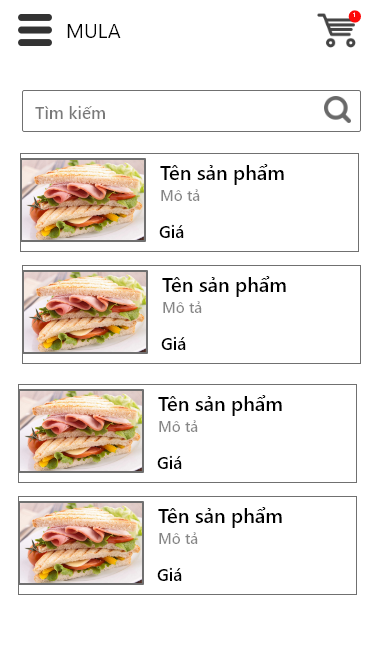 MULA
1
Tìm kiếm
Tên sản phẩm
Mô tả
Giá
Tên sản phẩm
Mô tả
Giá
Tên sản phẩm
Mô tả
Giá
Tên sản phẩm
Mô tả
Giá